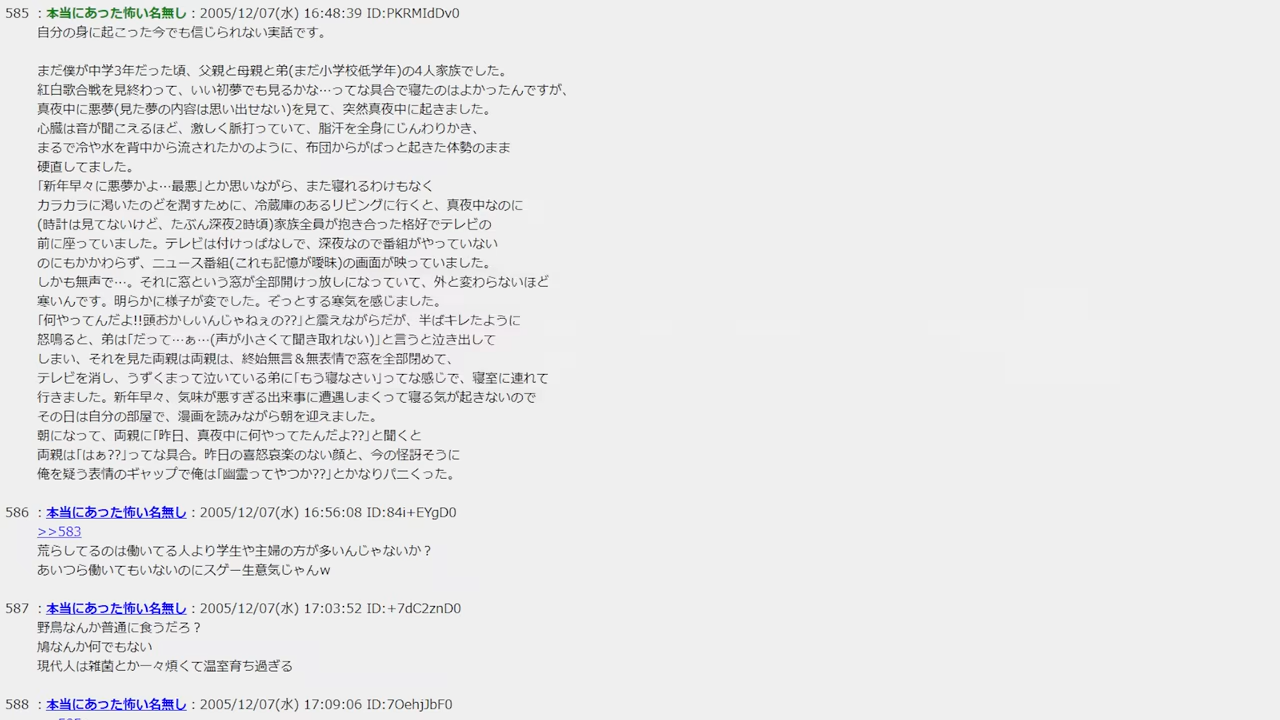 585 ：本当にあった怖い名無し：2005/12/07(水) 16:48:39 ID:PKRMIdDv0
自分の身に起こった今でも信じられない実話です。
まだ僕が中学3年だった頃、父親と母親と弟(まだ小学校低学年)の4人家族でした。
紅白歌合戦を見終わって、いい初夢でも見るかな…ってな具合で寝たのはよかったんですが、
真夜中に悪夢(見た夢の内容は思い出せない)を見て、突然真夜中に起きました。
心臓は音が聞こえるほど、激しく脈打っていて、脂汗を全身にじんわりかき、
まるで冷や水を背中から流されたかのように、布団からがばっと起きた体勢のまま
硬直してました。
「新年早々に悪夢かよ…最悪」とか思いながら、また寝れるわけもなく
カラカラに渇いたのどを潤すために、冷蔵庫のあるリビングに行くと、真夜中なのに
(時計は見てないけど、たぶん深夜2時頃)家族全員が抱き合った格好でテレビの
前に座っていました。テレビは付けっぱなしで、深夜なので番組がやっていない
のにもかかわらず、ニュース番組(これも記憶が曖昧)の画面が映っていました。
しかも無声で…。それに窓という窓が全部開けっ放しになっていて、外と変わらないほど
寒いんです。明らかに様子が変でした。ぞっとする寒気を感じました。
「何やってんだよ!!頭おかしいんじゃねぇの??」と震えながらだが、半ばキレたように
怒鳴ると、弟は「だって…ぁ…(声が小さくて聞き取れない)」と言うと泣き出して
しまい、それを見た両親は両親は、終始無言＆無表情で窓を全部閉めて、
テレビを消し、うずくまって泣いている弟に「もう寝なさい」ってな感じで、寝室に連れて
行きました。新年早々、気味が悪すぎる出来事に遭遇しまくって寝る気が起きないので
その日は自分の部屋で、漫画を読みながら朝を迎えました。
朝になって、両親に「昨日、真夜中に何やってたんだよ??」と聞くと
両親は「はぁ??」ってな具合。昨日の喜怒哀楽のない顔と、今の怪訝そうに
俺を疑う表情のギャップで俺は「幽霊ってやつか??」とかなりパニくった。
586 ：本当にあった怖い名無し：2005/12/07(水) 16:56:08 ID:84i+EYgD0
>>583
荒らしてるのは働いてる人より学生や主婦の方が多いんじゃないか？
あいつら働いてもいないのにスゲー生意気じゃんｗ
587 ：本当にあった怖い名無し：2005/12/07(水) 17:03:52 ID:+7dC2znD0
野鳥なんか普通に食うだろ？
鳩なんか何でもない
現代人は雑菌とか一々煩くて温室育ち過ぎる
588 ：本当にあった怖い名無し：2005/12/07(水) 17:09:06 ID:7OehjJbF0